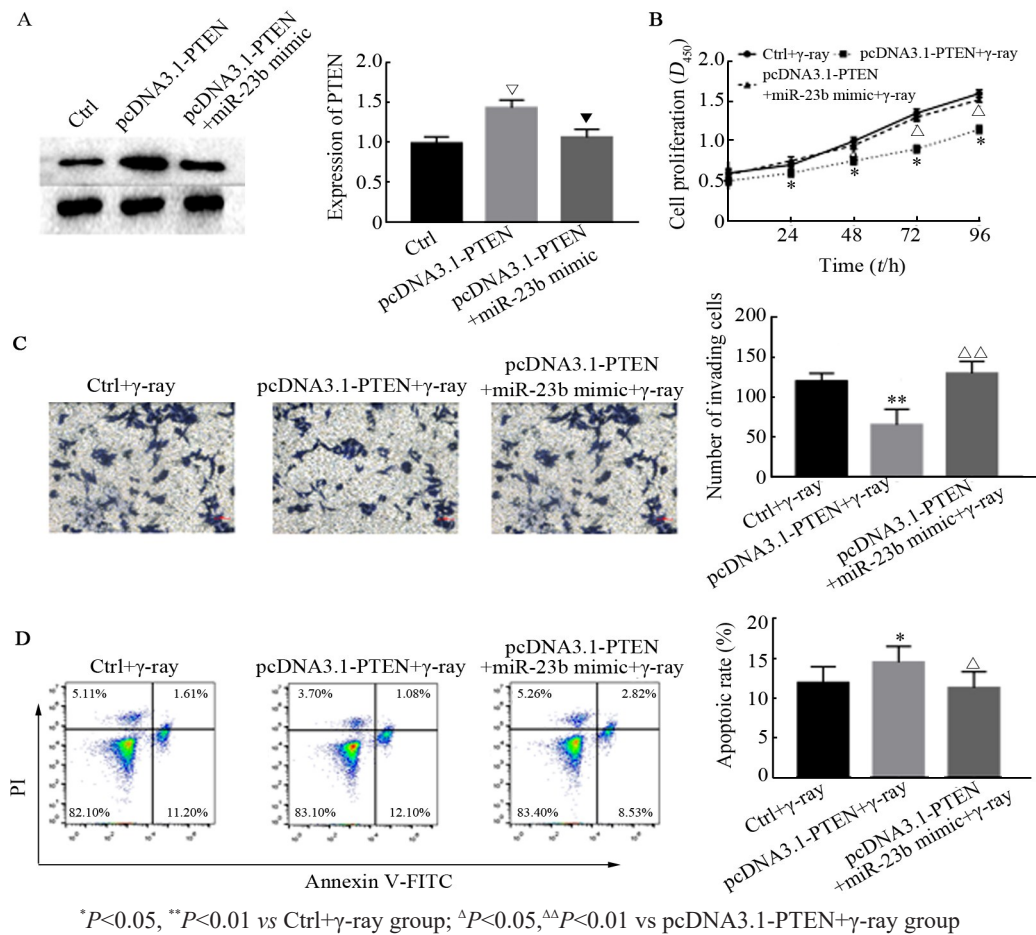 A
Ctrl
pcDNA3.1-PTEN
pcDNA3.1-PTEN
+miR-23b mimic
Expression of PTEN
2.0
1.5
1.0
0.5
0
▽
▼
Ctrl
pcDNA3.1-PTEN
pcDNA3.1-PTEN
+miR-23b mimic
B
Cell proliferation (D450)
Ctrl+γ-ray
pcDNA3.1-PTEN+γ-ray
pcDNA3.1-PTEN
+miR-23b mimic+γ-ray
2.0
1.5
1.0
0.5
0
△ △
* * * *
24 48 72 96
Time (t/h)
C
Ctrl+γ-ray
pcDNA3.1-PTEN+γ-ray
pcDNA3.1-PTEN
+miR-23b mimic+γ-ray
Number of invading cells
200
150
100
50
0
**
△△
Ctrl+γ-ray
pcDNA3.1-PTEN+γ-ray
pcDNA3.1-PTEN
+miR-23b mimic+γ-ray
D
Ctrl+γ-ray
pcDNA3.1-PTEN+γ-ray
pcDNA3.1-PTEN
+miR-23b mimic+γ-ray
5.11% 1.61%
82.10% 11.20%
3.70% 1.08%
83.10% 12.10%
5.26% 2.82%
83.40% 8.53%
PI
Annexin V-FITC
Apoptoic rate (%)
20
15
10
5
0
*
△
Ctrl+γ-ray
pcDNA3.1-PTEN+γ-ray
pcDNA3.1-PTEN
+miR-23b mimic+γ-ray
*P<0.05, **P<0.01 vs Ctrl+γ-ray group; △P<0.05,△△P<0.01 vs pcDNA3.1-PTEN+γ-ray group